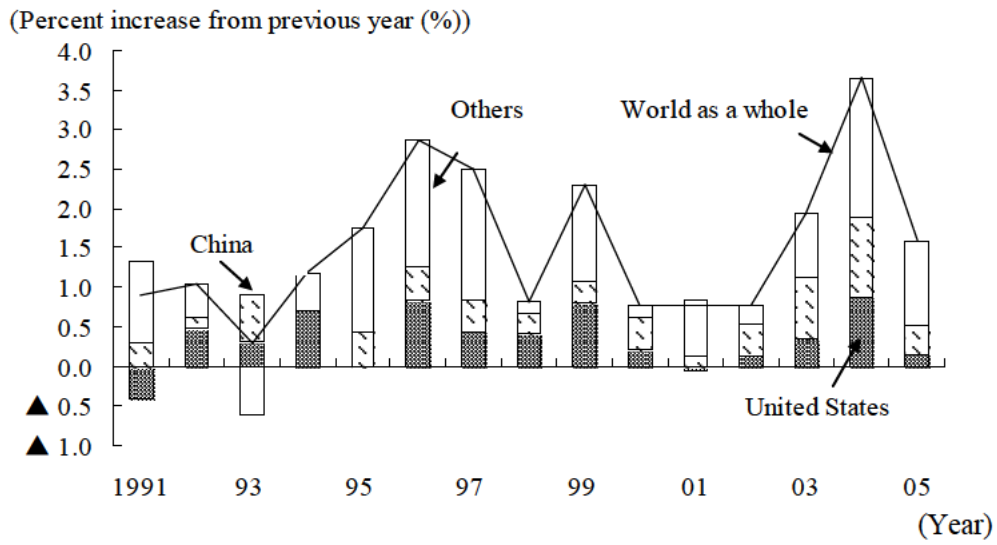 (Percent increase from previous year (%))
4.0
3.5
3.0
2.5
2.0
1.5
1.0
0.5
0.0
▲ 0.5
▲ 1.0
Others
World as a whole
China
United States
1991 93 95 97 99 01 03 05
(Year)